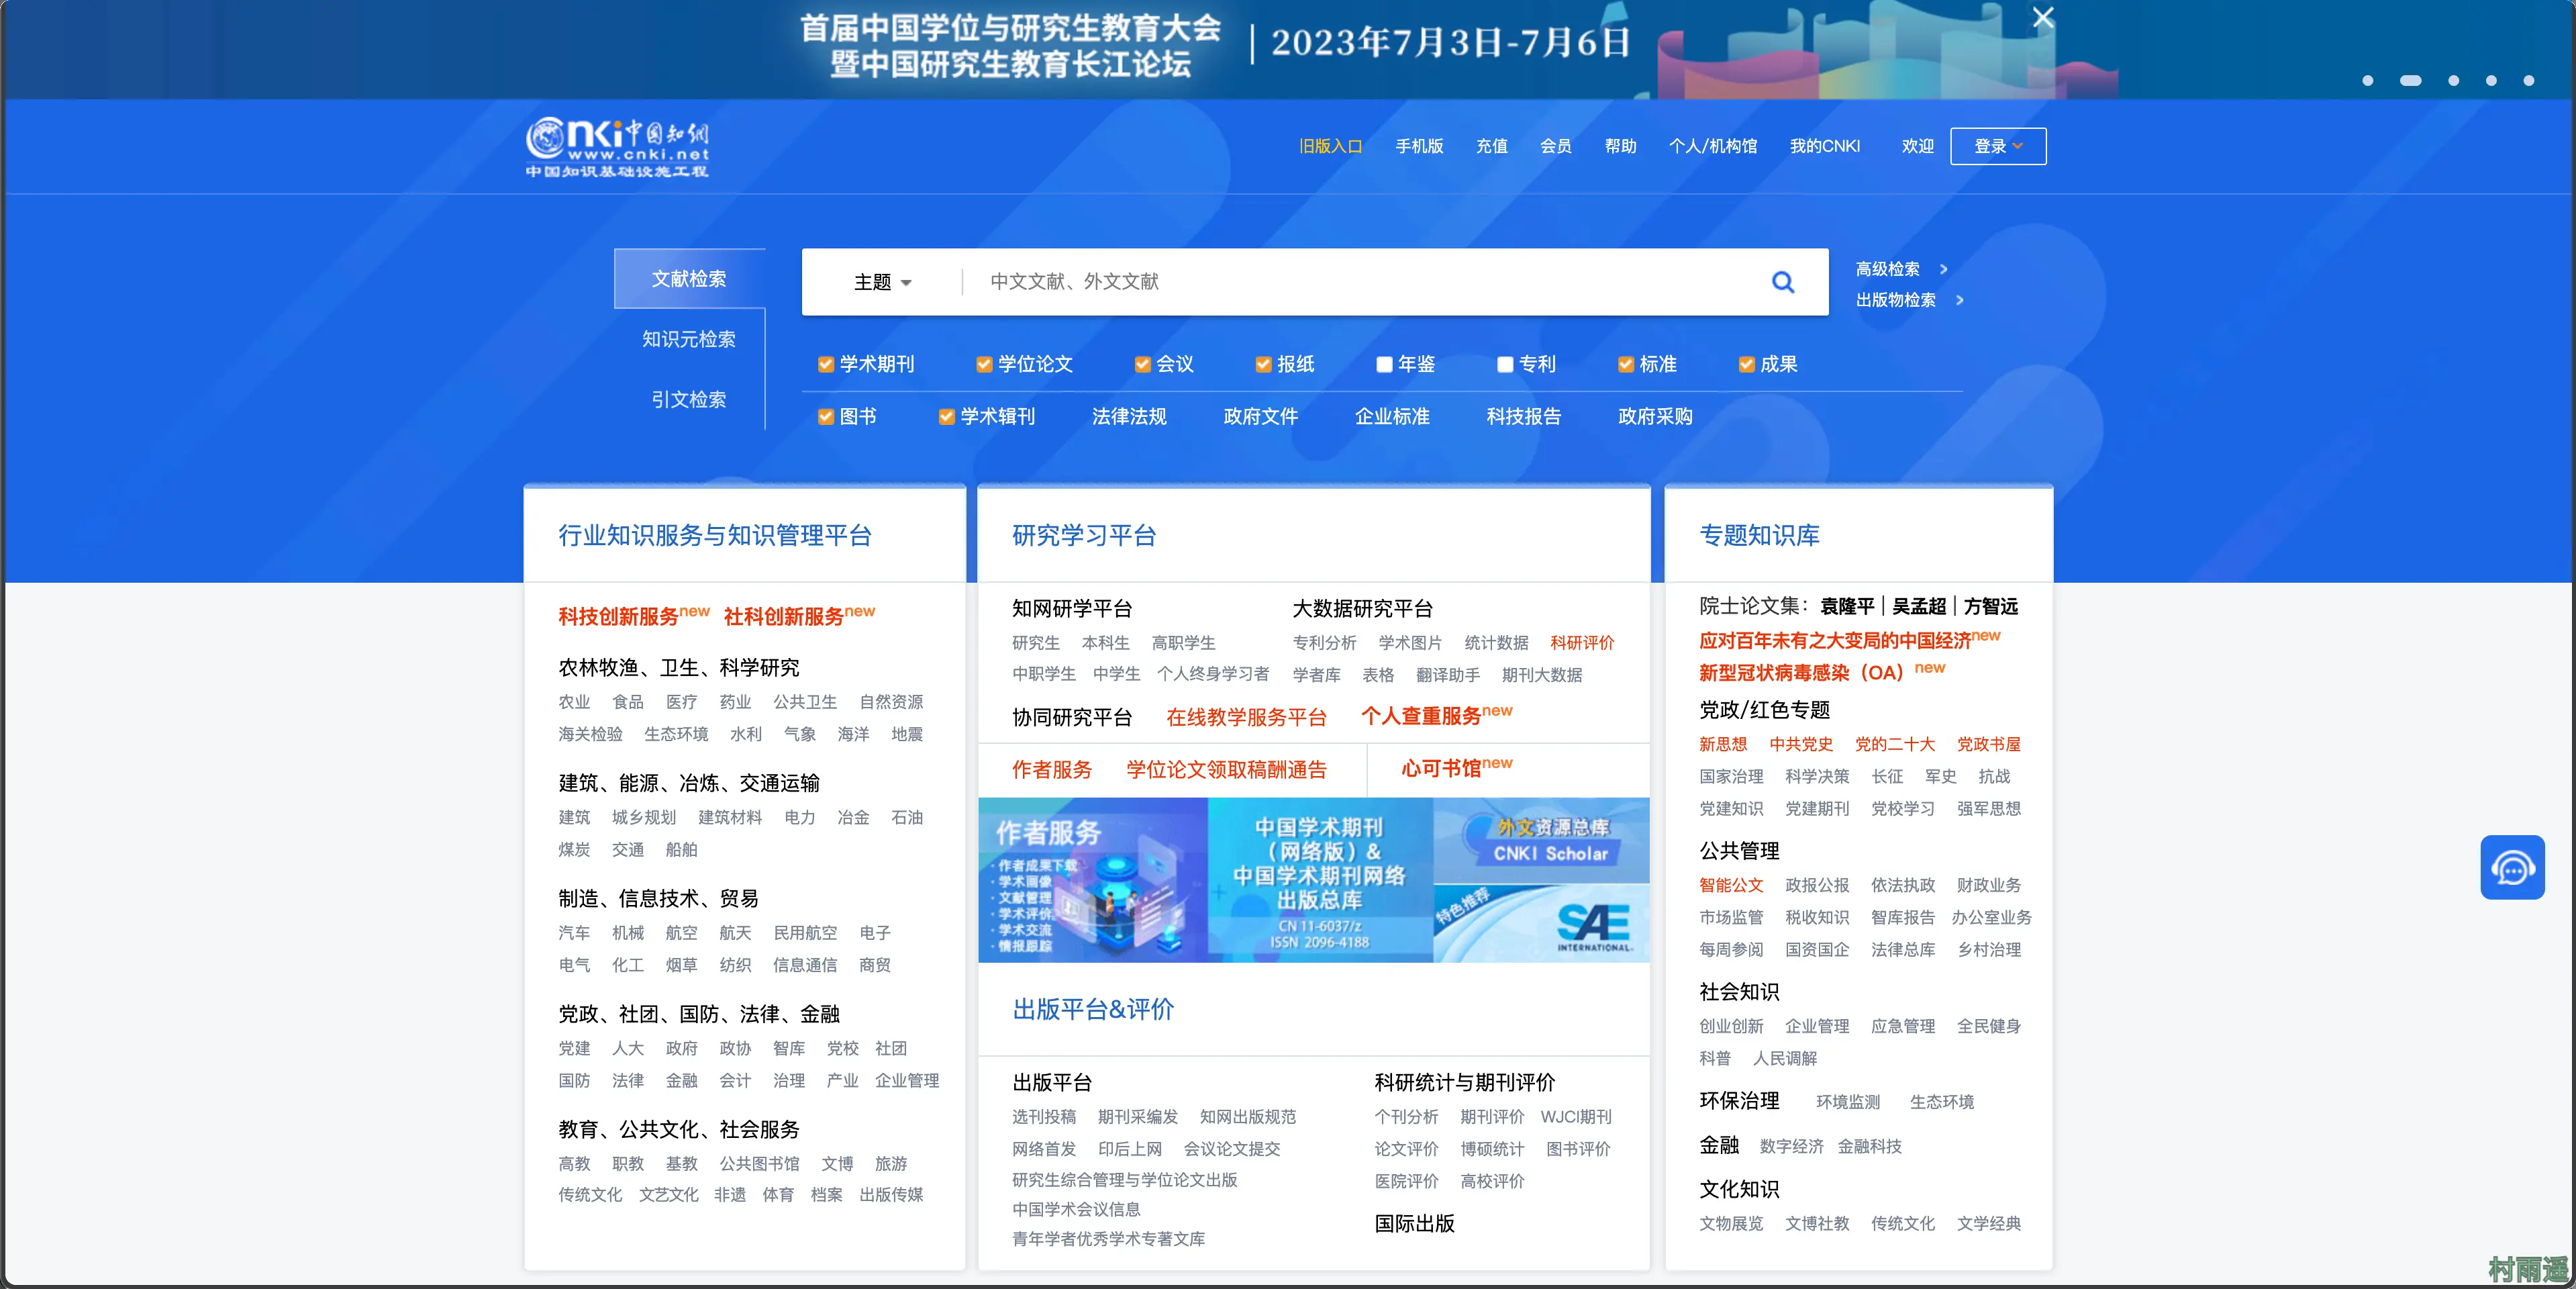 首届中国学位与研究生教育大会
暨中国研究生教育长江论坛
2023年7月3日-7月6日
cnki中国知网
www.cnki.net
中国知识基础设施工程
旧版入口 手机版 充值 会员 帮助 个人/机构馆 我的CNKI 欢迎 登录
文献检索
知识元检索
引文检索
主题 中文文献、外文文献
高级检索 >
出版物检索 >
学术期刊 学位论文 会议 报纸 年鉴 专利 标准 成果
图书 学术辑刊 法律法规 政府文件 企业标准 科技报告 政府采购
行业知识服务与知识管理平台
科技创新服务new 社科创新服务new
农林牧渔、卫生、科学研究
农业 食品 医疗 药业 公共卫生 自然资源
海关检验 生态环境 水利 气象 海洋 地震
建筑、能源、冶炼、交通运输
建筑 城乡规划 建筑材料 电力 冶金 石油
煤炭 交通 船舶
制造、信息技术、贸易
汽车 机械 航空 航天 民用航空 电子
电气 化工 烟草 纺织 信息通信 商贸
党政、社团、国防、法律、金融
党建 人大 政府 政协 智库 党校 社团
国防 法律 金融 会计 治理 产业 企业管理
教育、公共文化、社会服务
高教 职教 基教 公共图书馆 文博 旅游
传统文化 文艺文化 非遗 体育 档案 出版传媒
研究学习平台
知网研学平台
研究生 本科生 高职学生
中职学生 中学生 个人终身学习者
大数据研究平台
专利分析 学术图片 统计数据 科研评价
学者库 表格 翻译助手 期刊大数据
协同研究平台 在线教学服务平台 个人查重服务new
作者服务 学位论文领取稿酬通告 心可书馆new
作者服务
·作者成果下载
·学术画像
·文献管理
·学术评价
·学术交流
·情报跟踪
中国学术期刊
（网络版）&
中国学术期刊网络
出版总库
CN 11-6037/z
ISSN 2096-4188
外文资源总库
CNKI Scholar
特色推荐
SAE
INTERNATIONAL
出版平台&评价
出版平台
选刊投稿 期刊采编发 知网出版规范
网络首发 印后上网 会议论文提交
研究生综合管理与学位论文出版
中国学术会议信息
青年学者优秀学术专著文库
科研统计与期刊评价
个刊分析 期刊评价 WJCI期刊
论文评价 博硕统计 图书评价
医院评价 高校评价
国际出版
专题知识库
院士论文集：袁隆平|吴孟超|方智远
应对百年未有之大变局的中国经济new
新型冠状病毒感染（OA）new
党政/红色专题
新思想 中共党史 党的二十大 党政书屋
国家治理 科学决策 长征 军史 抗战
党建知识 党建期刊 党校学习 强军思想
公共管理
智能公文 政报公报 依法执政 财政业务
市场监管 税收知识 智库报告 办公室业务
每周参阅 国资国企 法律总库 乡村治理
社会知识
创业创新 企业管理 应急管理 全民健身
科普 人民调解
环保治理 环境监测 生态环境
金融 数字经济 金融科技
文化知识
文物展览 文博社教 传统文化 文学经典
村雨遥